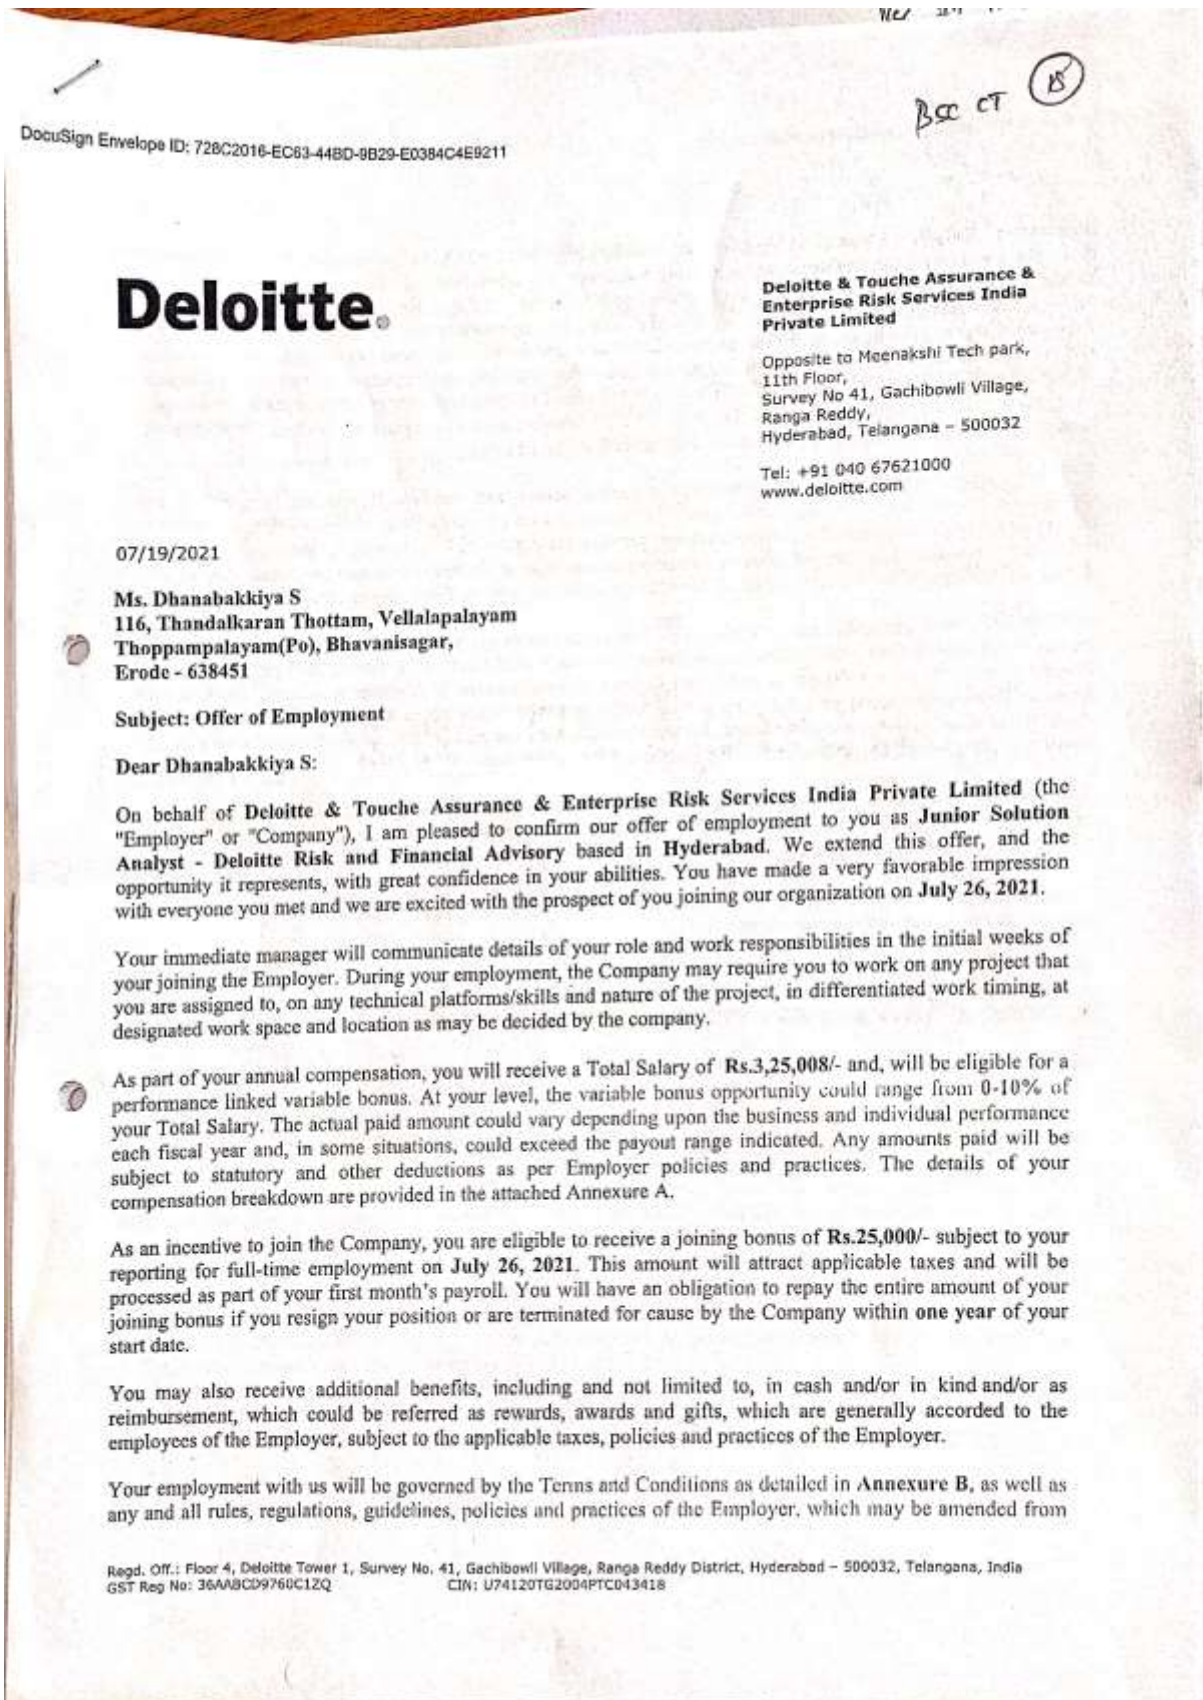 BSC CT
DocuSign Envelope ID: 728C2016-EC63-44BD-9B29-E0384C4E9211
Deloitte.
Deloitte & Touche Assurance &
Enterprise Risk Services India
Private Limited
Opposite to Meenakshi Tech park,
11th Floor,
Survey No 41, Gachibowli Village,
Ranga Reddy,
Hyderabad, Telangana – 500032
Tel: +91 040 67621000
www.deloitte.com
07/19/2021
Ms. Dhanabakkiya S
116, Thandalkaran Thottam, Vellalapalayam
Thoppampalayam(Po), Bhavanisagar,
Erode - 638451
Subject: Offer of Employment
Dear Dhanabakkiya S:
On behalf of Deloitte & Touche Assurance & Enterprise Risk Services India Private Limited (the
"Employer" or "Company"), I am pleased to confirm our offer of employment to you as Junior Solution
Analyst - Deloitte Risk and Financial Advisory based in Hyderabad. We extend this offer, and the
opportunity it represents, with great confidence in your abilities. You have made a very favorable impression
with everyone you met and we are excited with the prospect of you joining our organization on July 26, 2021.
Your immediate manager will communicate details of your role and work responsibilities in the initial weeks of
your joining the Employer. During your employment, the Company may require you to work on any project that
you are assigned to, on any technical platforms/skills and nature of the project, in differentiated work timing, at
designated work space and location as may be decided by the company.
As part of your annual compensation, you will receive a Total Salary of Rs.3,25,008/- and, will be eligible for a
performance linked variable bonus. At your level, the variable bonus opportunity could range from 0-10% of
your Total Salary. The actual paid amount could vary depending upon the business and individual performance
each fiscal year and, in some situations, could exceed the payout range indicated. Any amounts paid will be
subject to statutory and other deductions as per Employer policies and practices. The details of your
compensation breakdown are provided in the attached Annexure A.
As an incentive to join the Company, you are eligible to receive a joining bonus of Rs.25,000/- subject to your
reporting for full-time employment on July 26, 2021. This amount will attract applicable taxes and will be
processed as part of your first month's payroll. You will have an obligation to repay the entire amount of your
joining bonus if you resign your position or are terminated for cause by the Company within one year of your
start date.
You may also receive additional benefits, including and not limited to, in cash and/or in kind and/or as
reimbursement, which could be referred as rewards, awards and gifts, which are generally accorded to the
employees of the Employer, subject to the applicable taxes, policies and practices of the Employer.
Your employment with us will be governed by the Terms and Conditions as detailed in Annexure B, as well as
any and all rules, regulations, guidelines, policies and practices of the Employer, which may be amended from
Regd. Off.: Floor 4, Deloitte Tower 1, Survey No. 41, Gachibowli Village, Ranga Reddy District, Hyderabad – 500032, Telangana, India
GST Reg No: 36AABCD9760C1ZQ CIN: U74120TG2004PTC043418